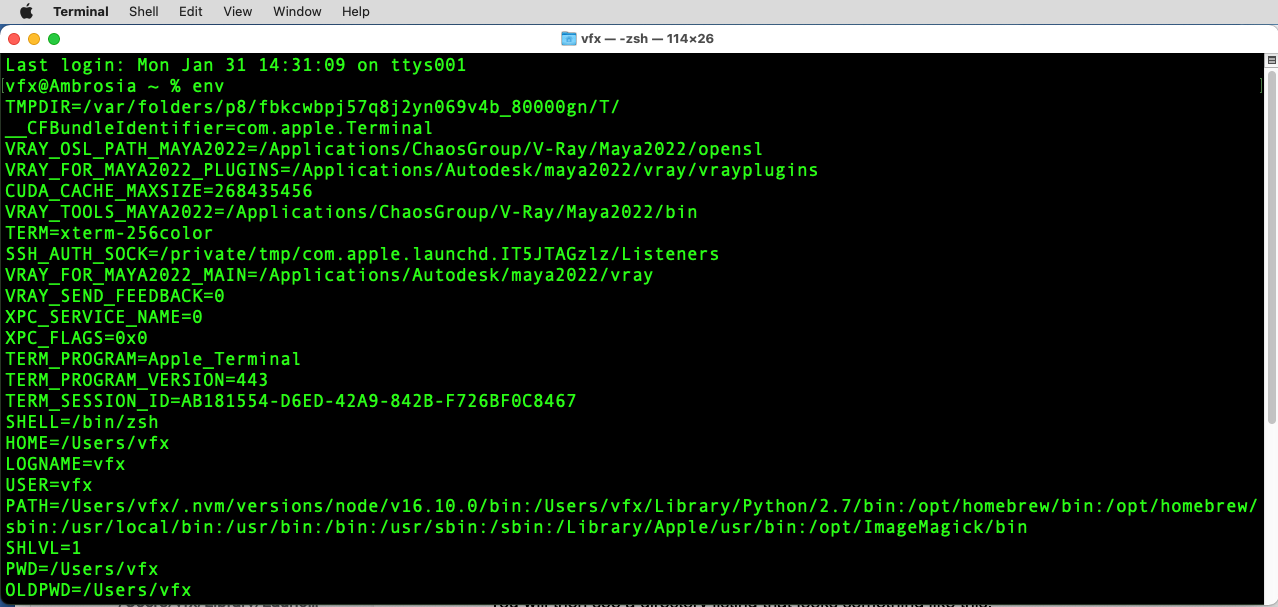 Terminal Shell Edit View Window Help
vfx — -zsh — 114×26
Last login: Mon Jan 31 14:31:09 on ttys001
[vfx@Ambrosia ~ % env ]
TMPDIR=/var/folders/p8/fbkcwbpj57q8j2yn069v4b_80000gn/T/
__CFBundleIdentifier=com.apple.Terminal
VRAY_OSL_PATH_MAYA2022=/Applications/ChaosGroup/V-Ray/Maya2022/opensl
VRAY_FOR_MAYA2022_PLUGINS=/Applications/Autodesk/maya2022/vray/vrayplugins
CUDA_CACHE_MAXSIZE=268435456
VRAY_TOOLS_MAYA2022=/Applications/ChaosGroup/V-Ray/Maya2022/bin
TERM=xterm-256color
SSH_AUTH_SOCK=/private/tmp/com.apple.launchd.IT5JTAGzlz/Listeners
VRAY_FOR_MAYA2022_MAIN=/Applications/Autodesk/maya2022/vray
VRAY_SEND_FEEDBACK=0
XPC_SERVICE_NAME=0
XPC_FLAGS=0x0
TERM_PROGRAM=Apple_Terminal
TERM_PROGRAM_VERSION=443
TERM_SESSION_ID=AB181554-D6ED-42A9-842B-F726BF0C8467
SHELL=/bin/zsh
HOME=/Users/vfx
LOGNAME=vfx
USER=vfx
PATH=/Users/vfx/.nvm/versions/node/v16.10.0/bin:/Users/vfx/Library/Python/2.7/bin:/opt/homebrew/bin:/opt/homebrew/
sbin:/usr/local/bin:/usr/bin:/bin:/usr/sbin:/sbin:/Library/Apple/usr/bin:/opt/ImageMagick/bin
SHLVL=1
PWD=/Users/vfx
OLDPWD=/Users/vfx